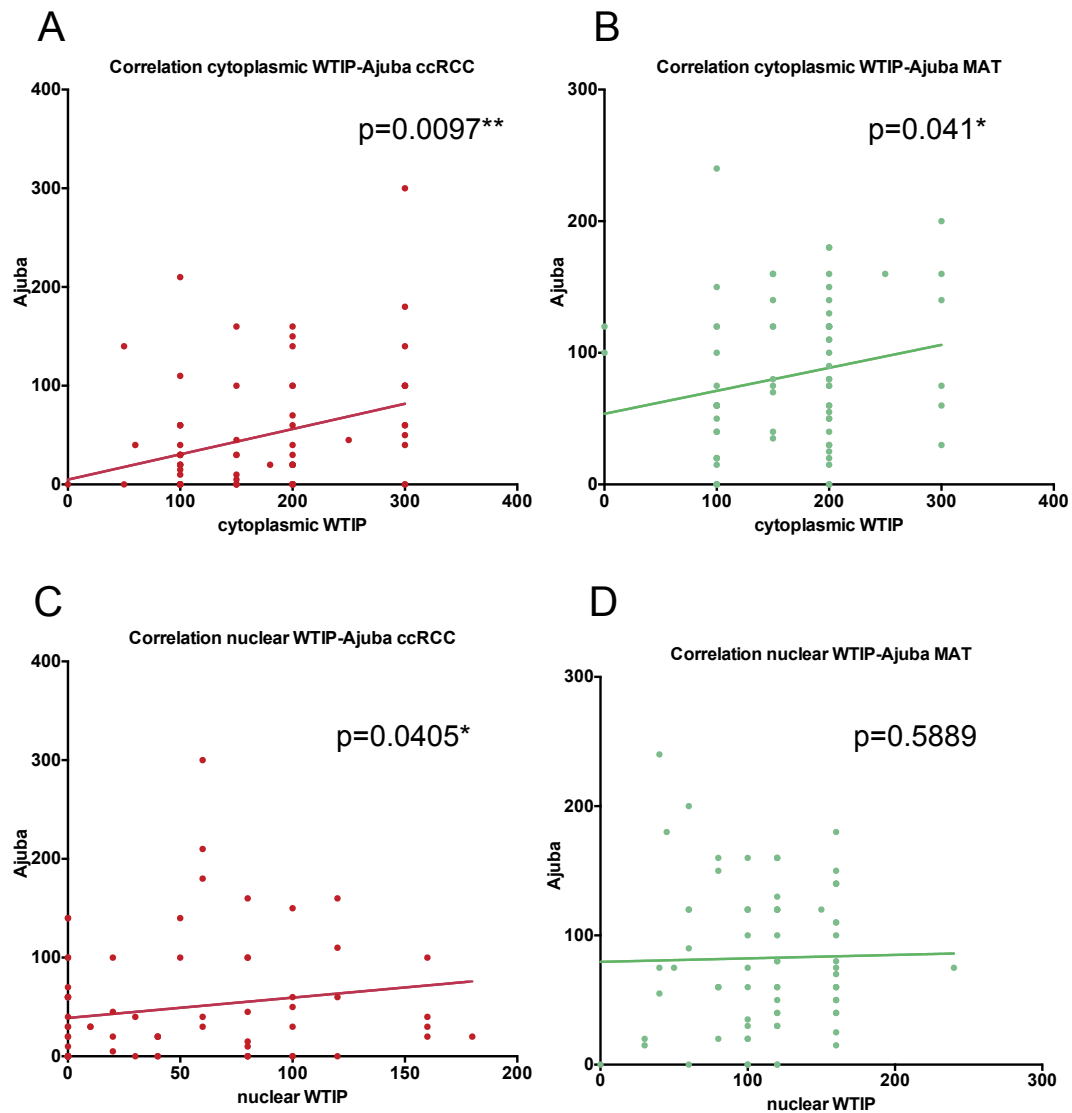 A
Correlation cytoplasmic WTIP-Ajuba ccRCC
p=0.0097**
400
300
200
100
0
Ajuba
0 100 200 300 400
cytoplasmic WTIP
B
Correlation cytoplasmic WTIP-Ajuba MAT
p=0.041*
300
200
100
0
Ajuba
0 100 200 300 400
cytoplasmic WTIP
C
Correlation nuclear WTIP-Ajuba ccRCC
p=0.0405*
400
300
200
100
0
Ajuba
0 50 100 150 200
nuclear WTIP
D
Correlation nuclear WTIP-Ajuba MAT
p=0.5889
300
200
100
0
Ajuba
0 100 200 300
nuclear WTIP